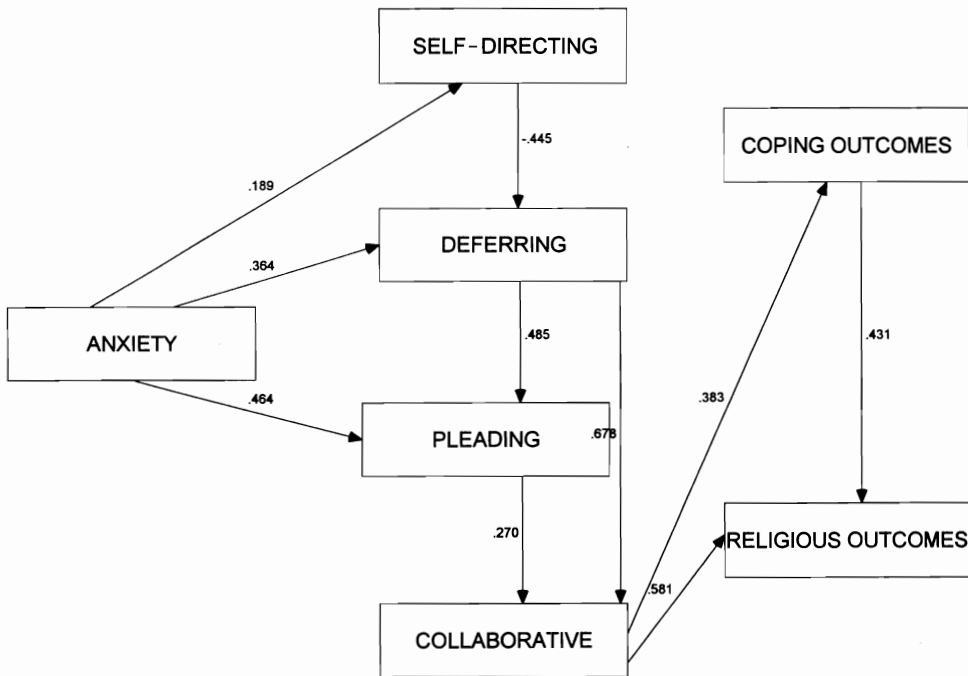 SELF-DIRECTING
-.445
COPING OUTCOMES
.189
DEFERRING
.364
ANXIETY
.485
.431
.464
.383
PLEADING
.678
.270
RELIGIOUS OUTCOMES
.581
COLLABORATIVE